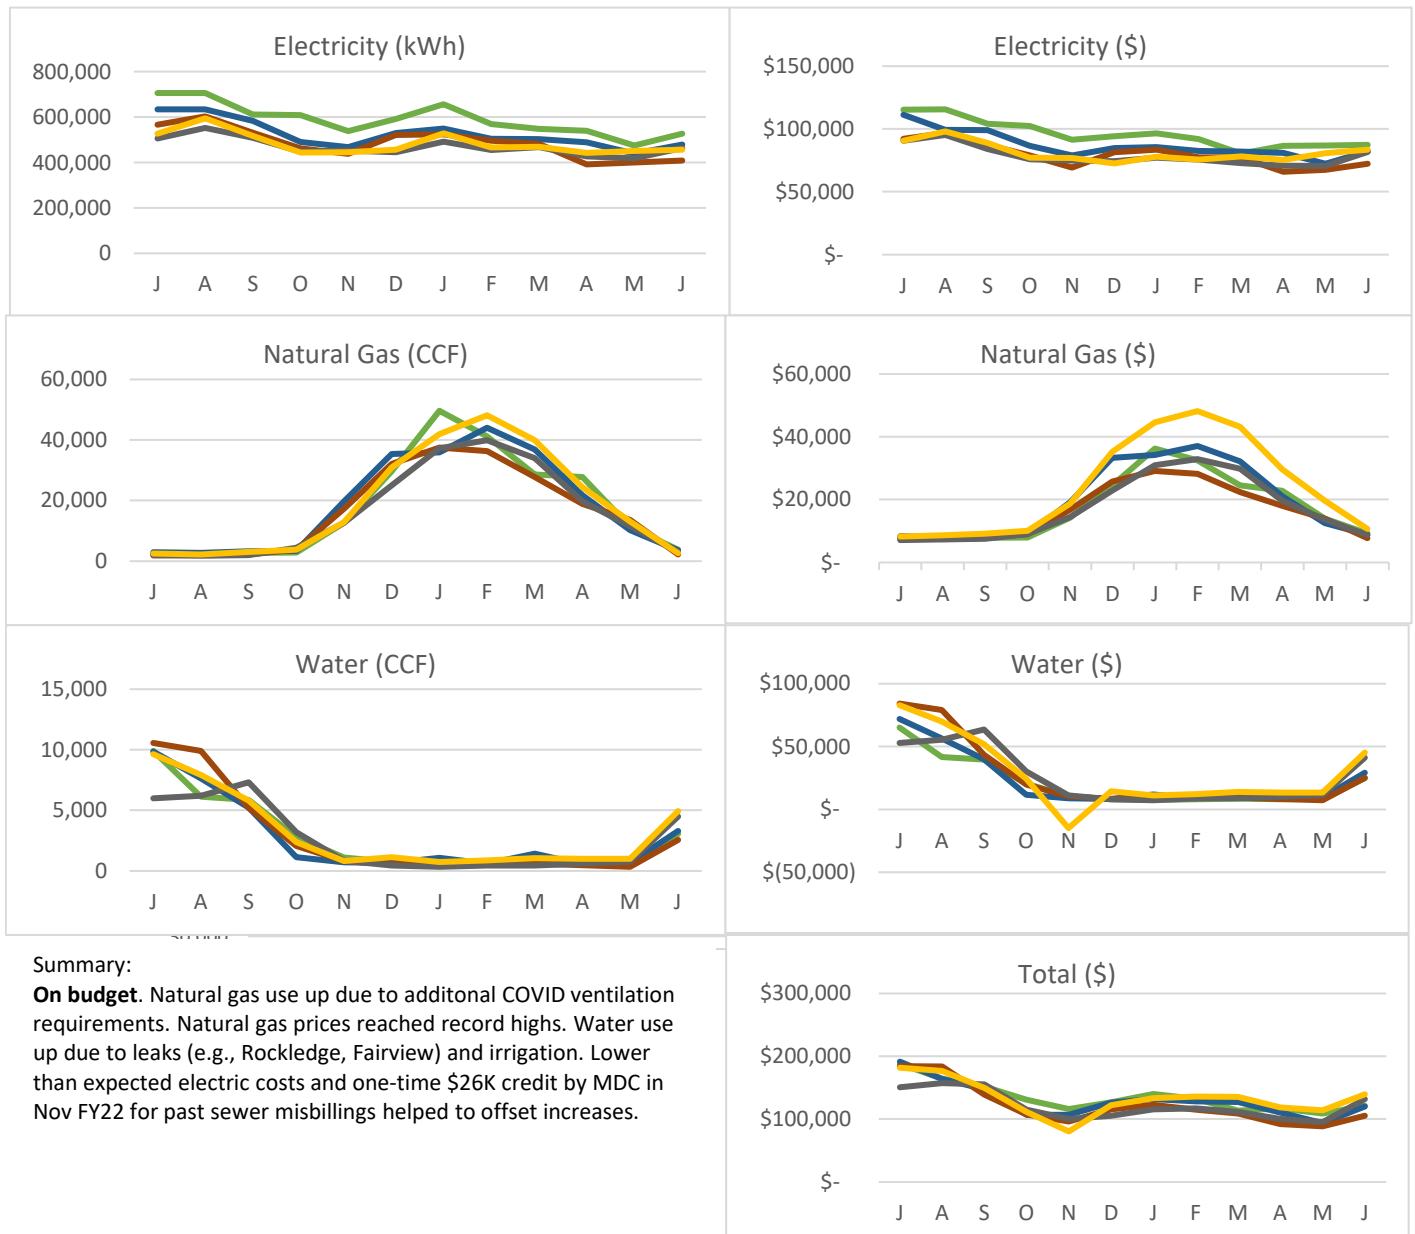 Electricity (kWh)
800,000
600,000
400,000
200,000
0
J A S O N D J F M A M J
Electricity ($)
$150,000
$100,000
$50,000
$-
J A S O N D J F M A M J
Natural Gas (CCF)
60,000
40,000
20,000
0
J A S O N D J F M A M J
Natural Gas ($)
$60,000
$40,000
$20,000
$-
J A S O N D J F M A M J
Water (CCF)
15,000
10,000
5,000
0
J A S O N D J F M A M J
Water ($)
$100,000
$50,000
$-
$(50,000)
J A S O N D J F M A M J
Summary:
On budget. Natural gas use up due to additonal COVID ventilation
requirements. Natural gas prices reached record highs. Water use
up due to leaks (e.g., Rockledge, Fairview) and irrigation. Lower
than expected electric costs and one-time $26K credit by MDC in
Nov FY22 for past sewer misbillings helped to offset increases.
Total ($)
$300,000
$200,000
$100,000
$-
J A S O N D J F M A M J